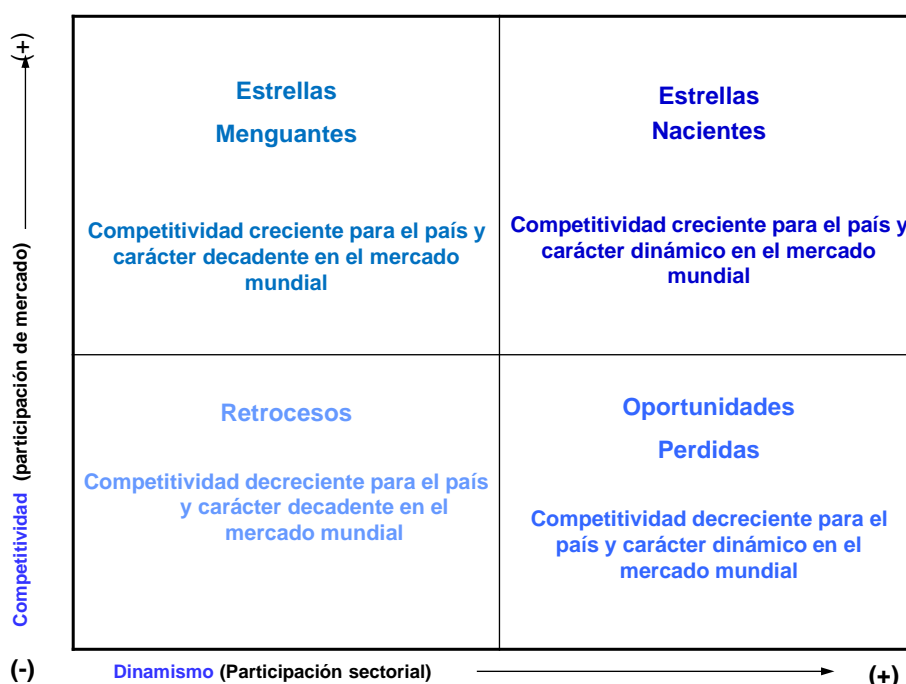 (+)
Competitividad (participación de mercado)
Estrellas
Menguantes
Competitividad creciente para el país y
carácter decadente en el mercado
mundial
Estrellas
Nacientes
Competitividad creciente para el país y
carácter dinámico en el mercado
mundial
Retrocesos
Competitividad decreciente para el país
y carácter decadente en el
mercado mundial
Oportunidades
Perdidas
Competitividad decreciente para el
país y carácter dinámico en el
mercado mundial
(-)
Dinamismo (Participación sectorial)
(+)